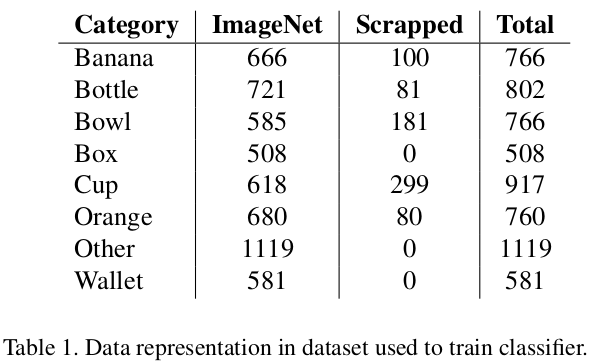 Category ImageNet Scrapped Total
Banana 666 100 766
Bottle 721 81 802
Bowl 585 181 766
Box 508 0 508
Cup 618 299 917
Orange 680 80 760
Other 1119 0 1119
Wallet 581 0 581
Table 1. Data representation in dataset used to train classifier.